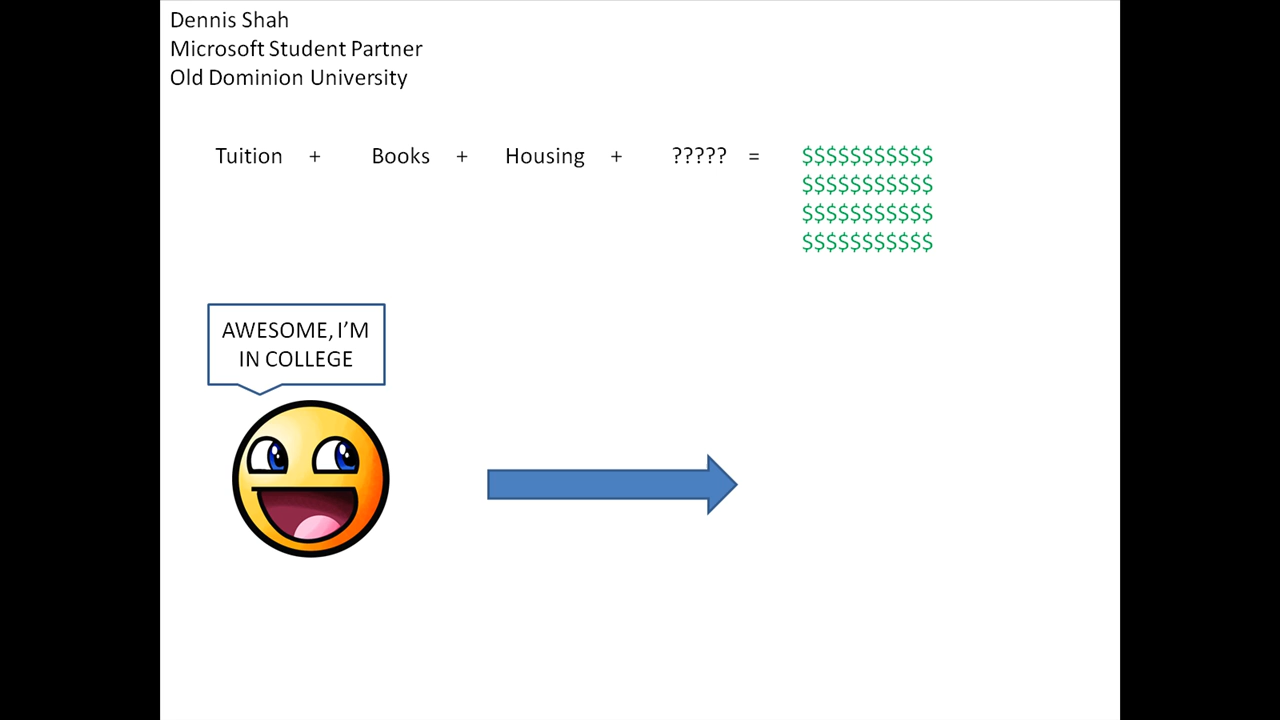 Dennis Shah
Microsoft Student Partner
Old Dominion University
Tuition + Books + Housing + ????? = $$$$$$$$$$$
$$$$$$$$$$$
$$$$$$$$$$$
$$$$$$$$$$$
AWESOME, I’M
IN COLLEGE